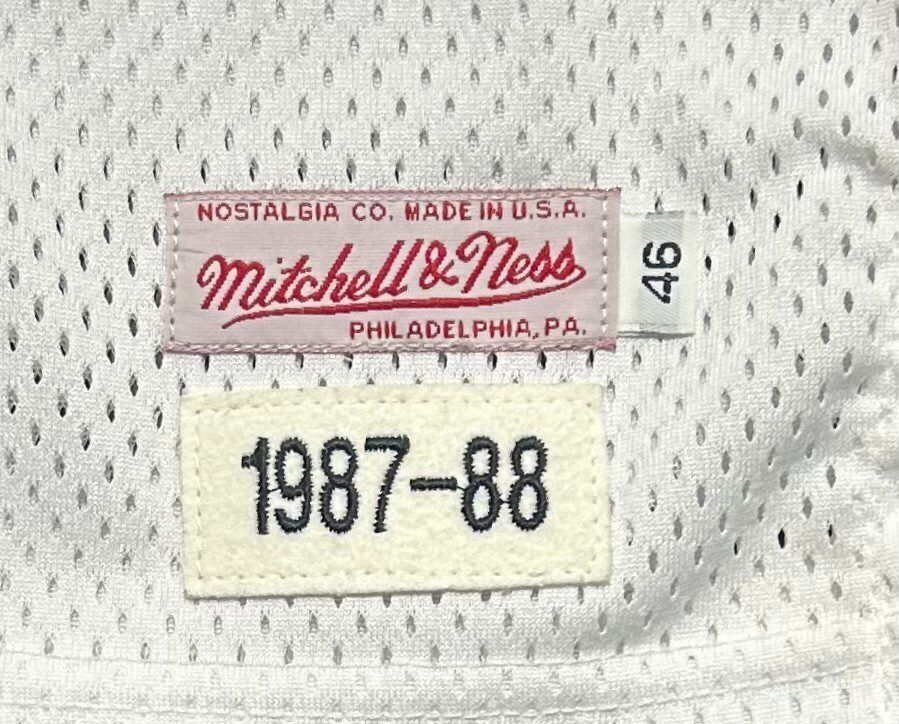 NOSTALGIA CO. MADE IN U.S.A.
Mitchell & Ness
PHILADELPHIA, PA.
46
1987-88